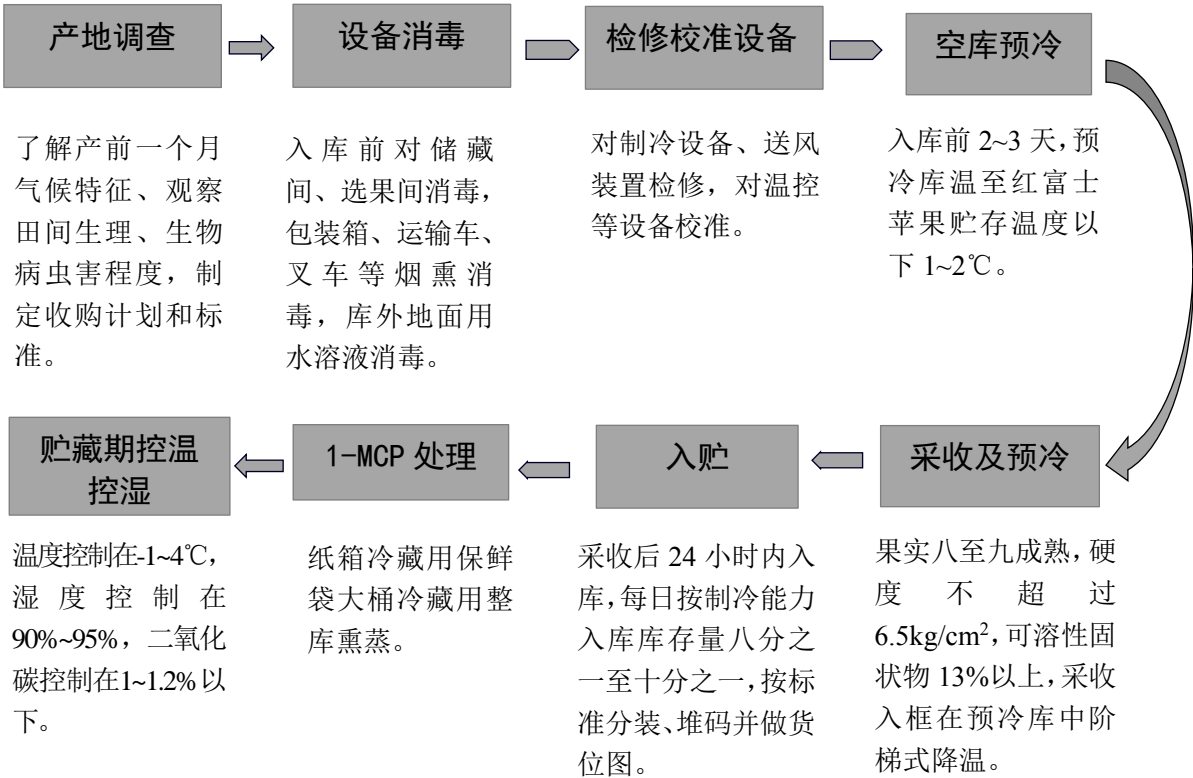 产地调查
设备消毒
检修校准设备
空库预冷
了解产前一个月
气候特征、观察
田间生理、生物
病虫害程度，制
定收购计划和标
准。
入库前对储藏
间、选果间消毒，
包装箱、运输车、
叉车等烟熏消
毒，库外地面用
水溶液消毒。
对制冷设备、送风
装置检修，对温控
等设备校准。
入库前 2~3 天，预
冷库温至红富士
苹果贮存温度以
下 1~2℃。
采收及预冷
入贮
1-MCP 处理
贮藏期控温
控湿
果实八至九成熟，硬
度不超过
6.5kg/cm²，可溶性固
状物 13%以上，采收
入框在预冷库中阶
梯式降温。
采收后 24 小时内入
库，每日按制冷能力
入库库存量八分之
一至十分之一，按标
准分装、堆码并做货
位图。
纸箱冷藏用保鲜
袋大桶冷藏用整
库熏蒸。
温度控制在-1~4℃，
湿度控制在
90%~95%，二氧化
碳控制在1~1.2%以
下。